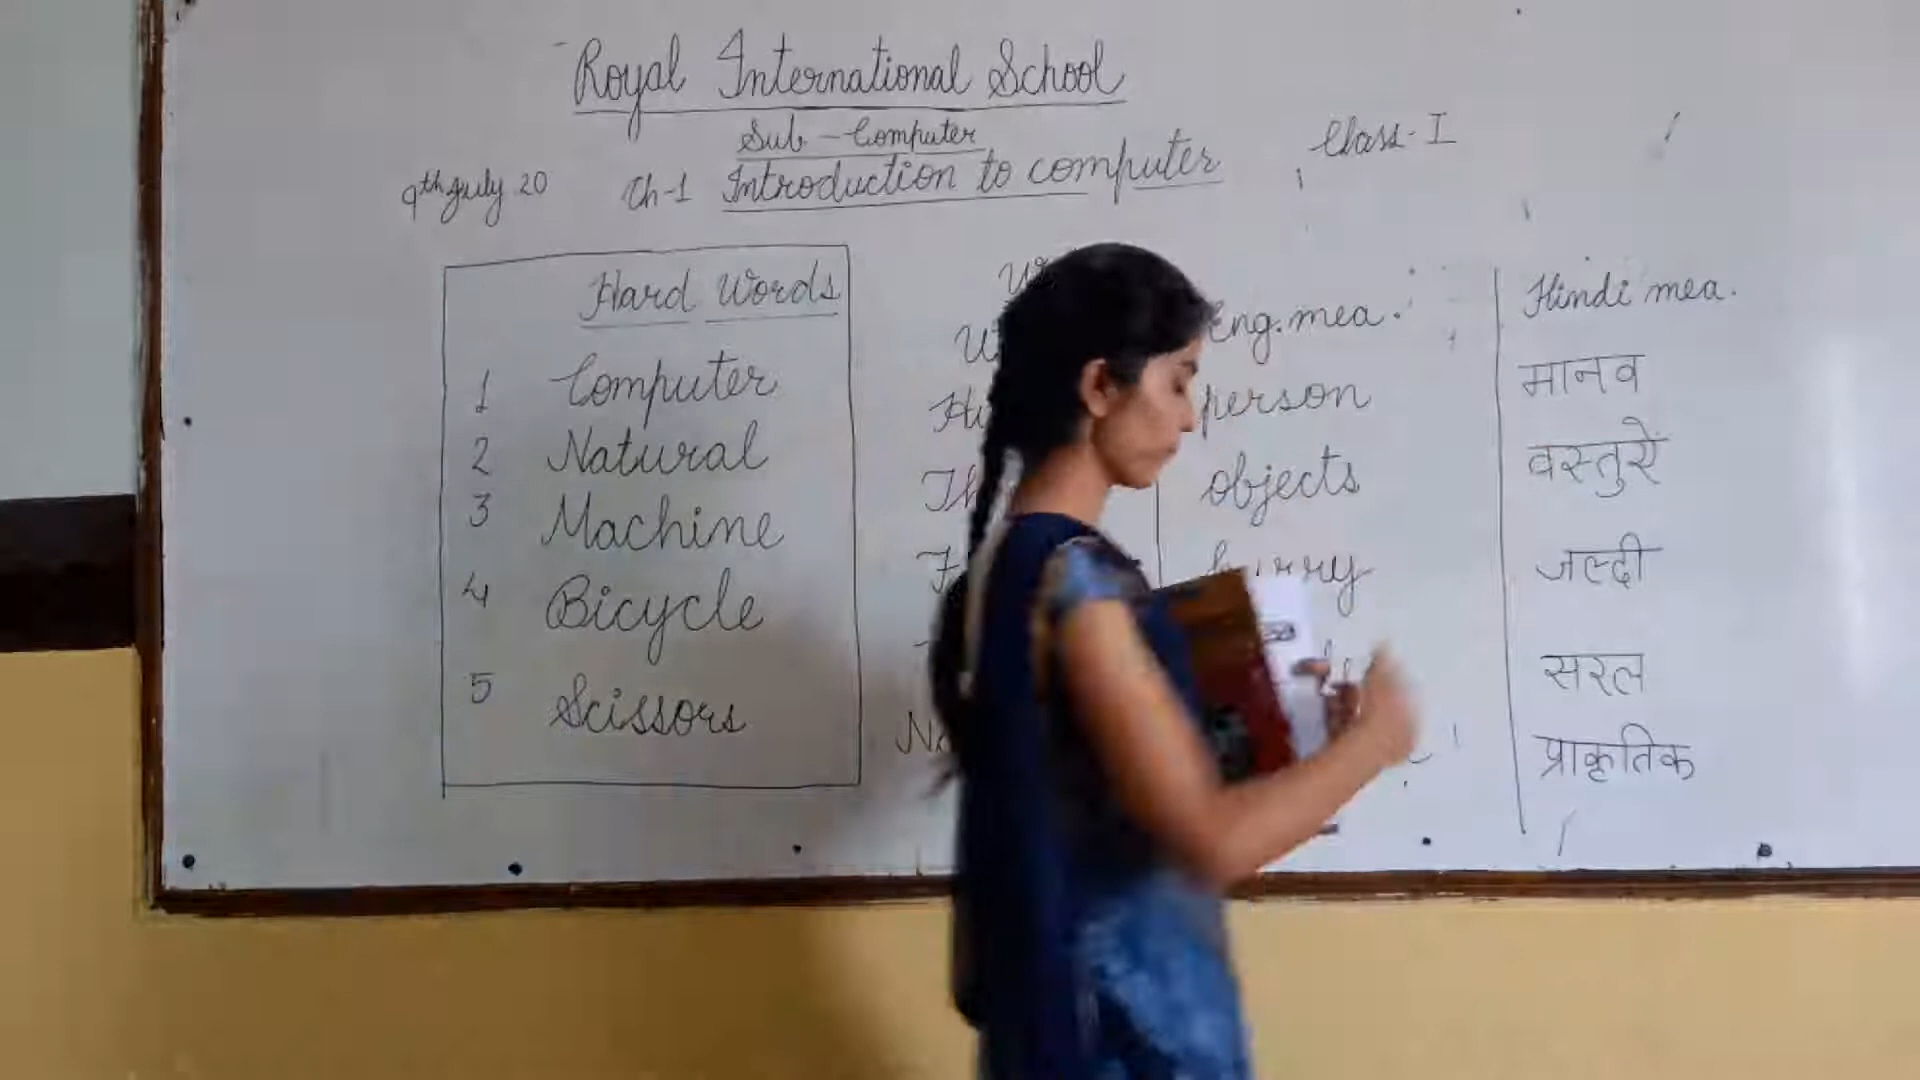 Royal International School
Sub - Computer
Class - I
9th July 20 Ch-1 Introduction to computer
Hard Words
1 Computer
2 Natural
3 Machine
4 Bicycle
5 Scissors
Eng. mea. Hindi mea.
person मानव
objects वस्तुऐं
hurry जल्दी
सरल
प्राकृतिक